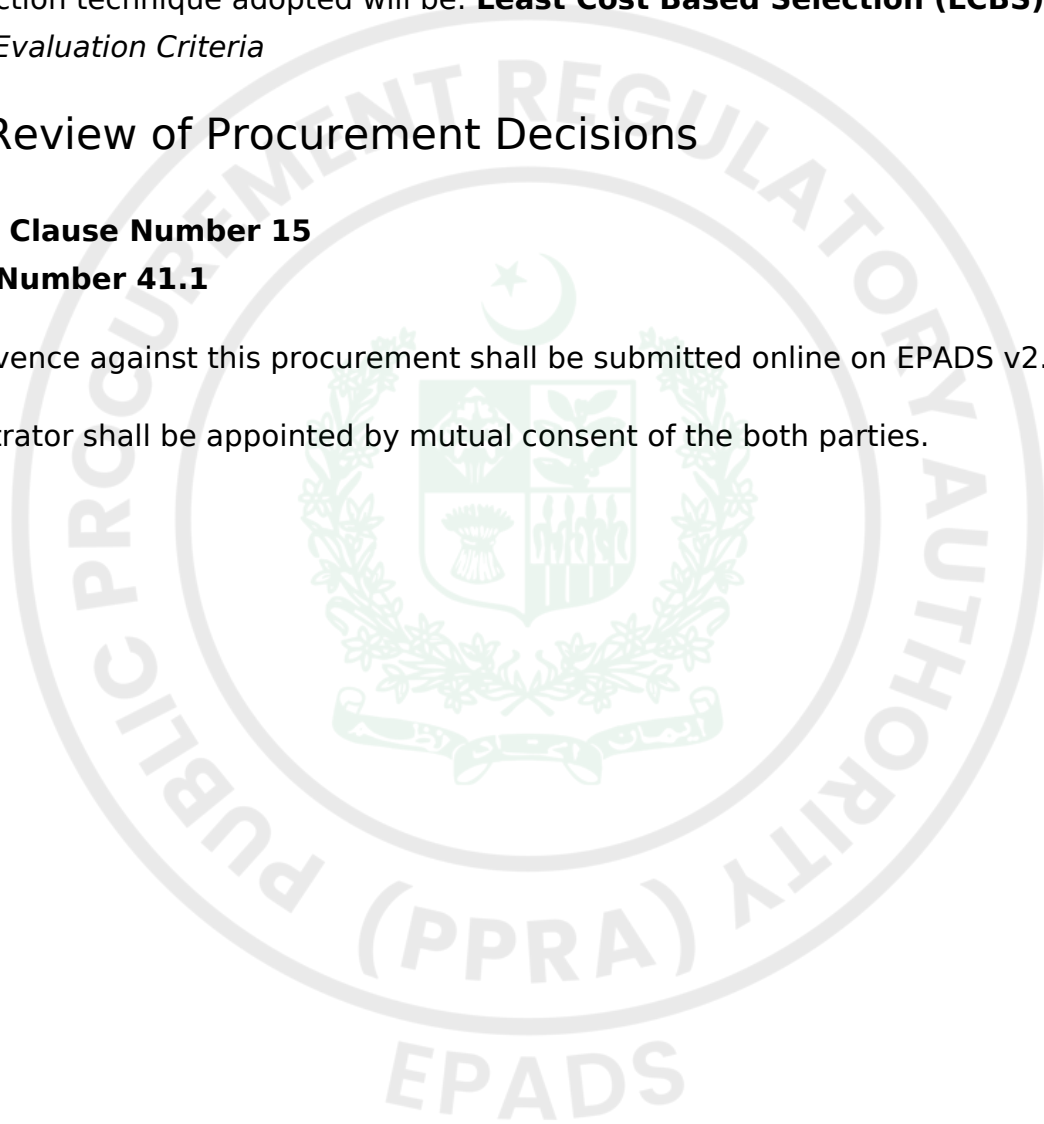 ction technique adopted will be: Least Cost Based Selection (LCBS)
Evaluation Criteria
Review of Procurement Decisions
Clause Number 15
Number 41.1
vence against this procurement shall be submitted online on EPADS v2.
trator shall be appointed by mutual consent of the both parties.
PUBLIC PROCUREMENT REGULATORY AUTHORITY
(PPRA)
EPADS